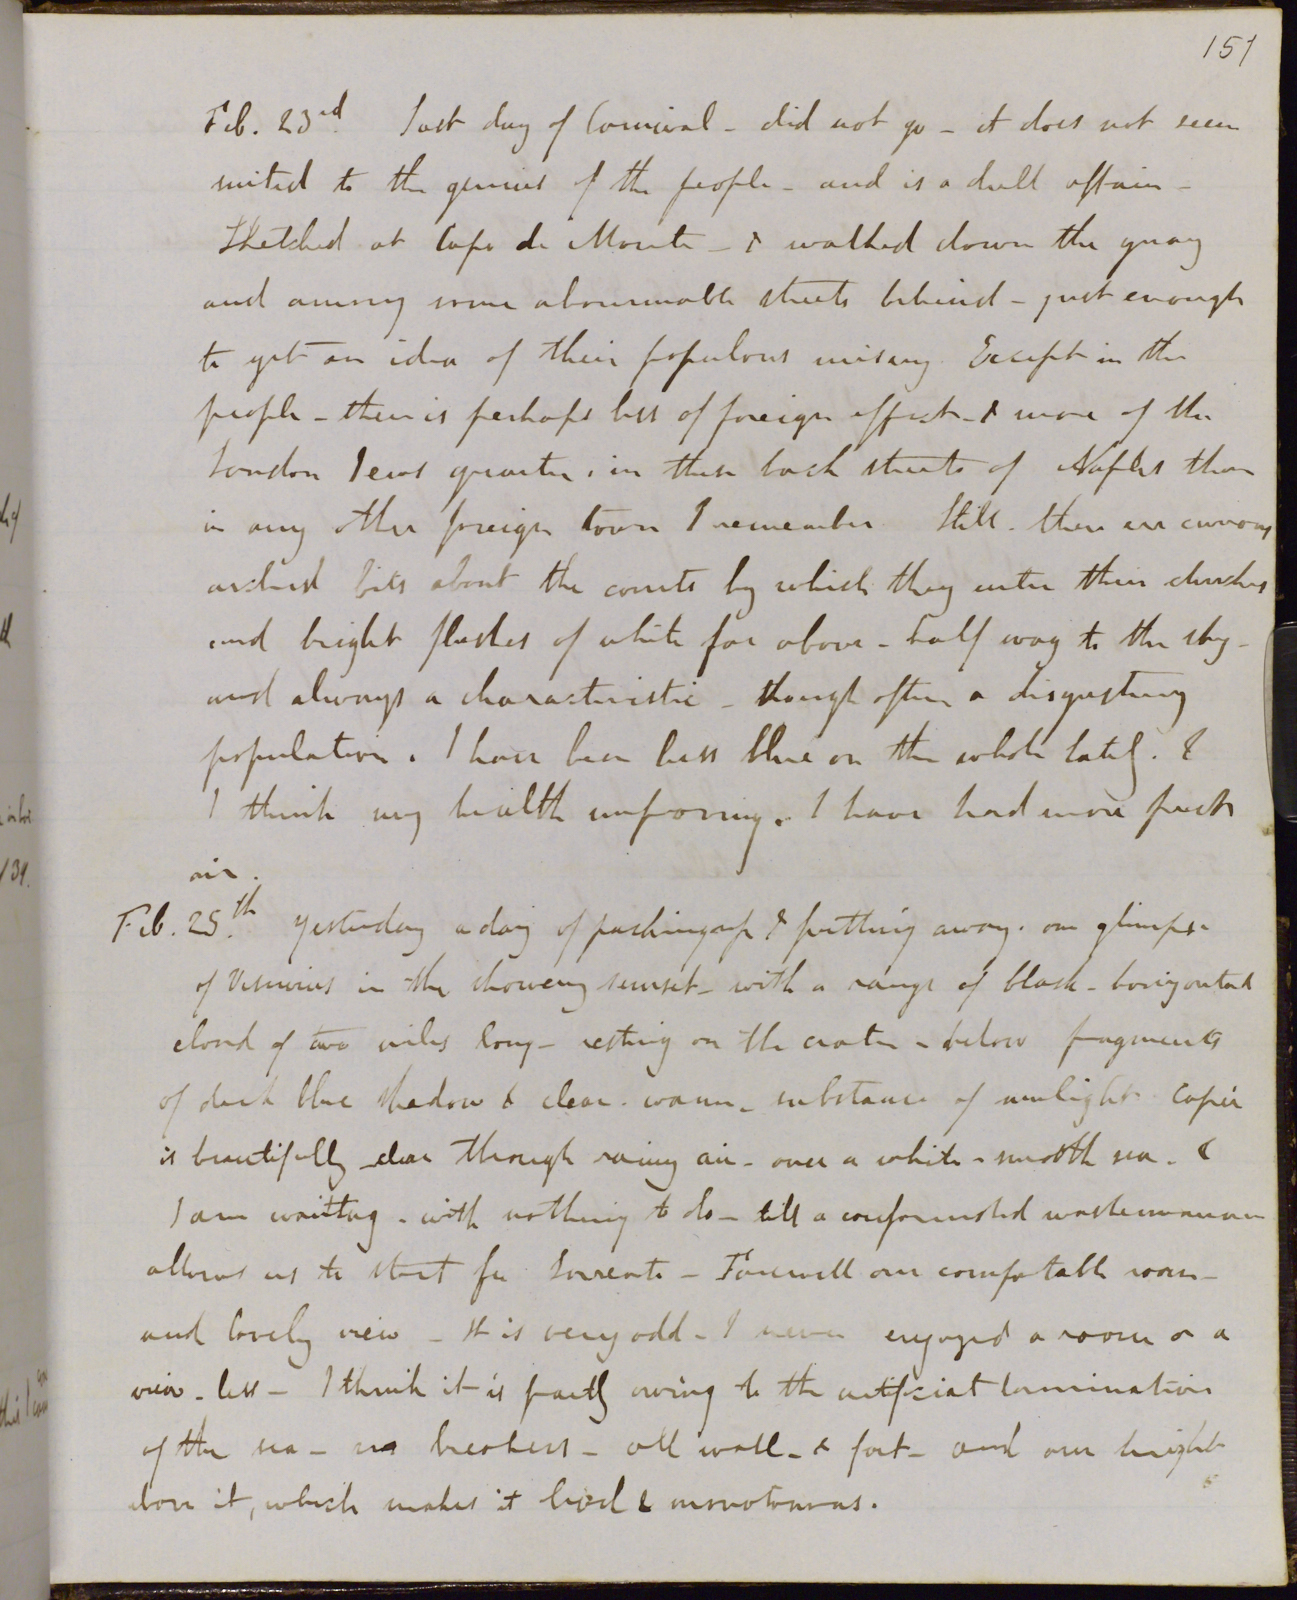 151
Feb. 23rd. Last day of Carnival - did not go - it does not seem
suited to the genius of the people - and is a dull affair -
Sketched at Capo de Monte - & walked down the quay
and among some abominable streets behind - just enough
to get an idea of their populous misery. Except in the
people - there is perhaps less of foreign effect - & more of the
London Jews quarter, in these back streets of Naples than
in any other foreign town I remember. Still. there are curious
arched bits about the courts by which they enter their churches
and bright flashes of white far above - half way to the sky -
and always a characteristic - though often a disgusting
population. I have been less blue on the whole lately. &
I think my health improving. I have had more fresh
air.
Feb. 25.th Yesterday a day of packing up & putting away. one glimpse
of Vesuvius in the showery sunset - with a range of black - horizontal
cloud of two miles long - resting on the crater - below fragments
of dark blue shadow & clear. warm. substance of sunlight. Capri
is beautifully clear through rainy air - over a white - smooth sea. &
I am waiting - with nothing to do - till a confounded washerwoman
allows us to start for Sorrento - Farewell our comfortable room -
and lovely view - It is very odd - I never enjoyed a room or a
view - less - I think it is partly owing to the artificial termination
of the sea - no breakers - all wall - & fort - and our height
above it, which makes it hard & monotonous.